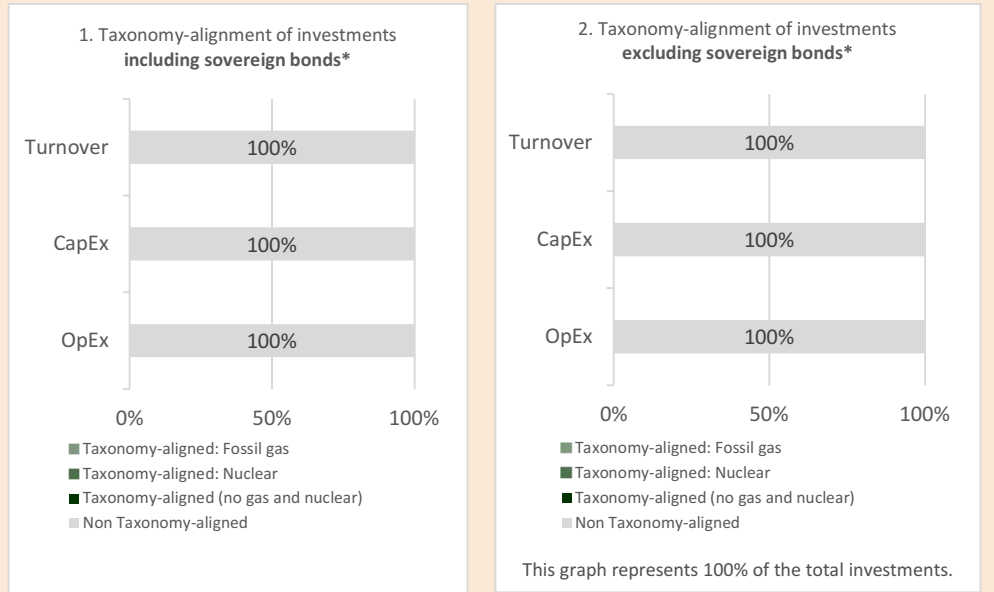 1. Taxonomy-alignment of investments
including sovereign bonds*
Turnover
100%
CapEx
100%
OpEx
100%
0%
50%
100%
Taxonomy-aligned: Fossil gas
Taxonomy-aligned: Nuclear
Taxonomy-aligned (no gas and nuclear)
Non Taxonomy-aligned
2. Taxonomy-alignment of investments
excluding sovereign bonds*
Turnover
100%
CapEx
100%
OpEx
100%
0%
50%
100%
Taxonomy-aligned: Fossil gas
Taxonomy-aligned: Nuclear
Taxonomy-aligned (no gas and nuclear)
Non Taxonomy-aligned
This graph represents 100% of the total investments.